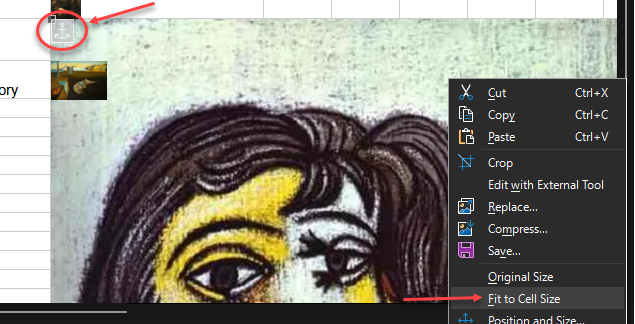 ory
Cut Ctrl+X
Copy Ctrl+C
Paste Ctrl+V
Crop
Edit with External Tool
Replace...
Compress...
Save...
Original Size
Fit to Cell Size
Position and Size...